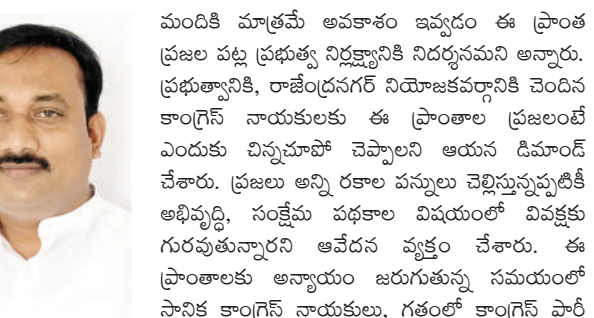 మందికి మాత్రమే అవకాశం ఇవ్వడం ఈ ప్రాంత
ప్రజల పట్ల ప్రభుత్వ నిర్లక్ష్యానికి నిదర్శనమని అన్నారు.
ప్రభుత్వానికి, రాజేంద్రనగర్ నియోజకవర్గానికి చెందిన
కాంగ్రెస్ నాయకులకు ఈ ప్రాంతాల ప్రజలంటే
ఎందుకు చిన్నచూపో చెప్పాలని ఆయన డిమాండ్
చేశారు. ప్రజలు అన్ని రకాల పన్నులు చెల్లిస్తున్నప్పటికీ
అభివృద్ధి, సంక్షేమ పథకాల విషయంలో వివక్షకు
గురవుతున్నారని ఆవేదన వ్యక్తం చేశారు. ఈ
ప్రాంతాలకు అన్యాయం జరుగుతున్న సమయంలో
స్థానిక కాంగ్రెస్ నాయకులు, గతంలో కాంగ్రెస్ పార్టీ